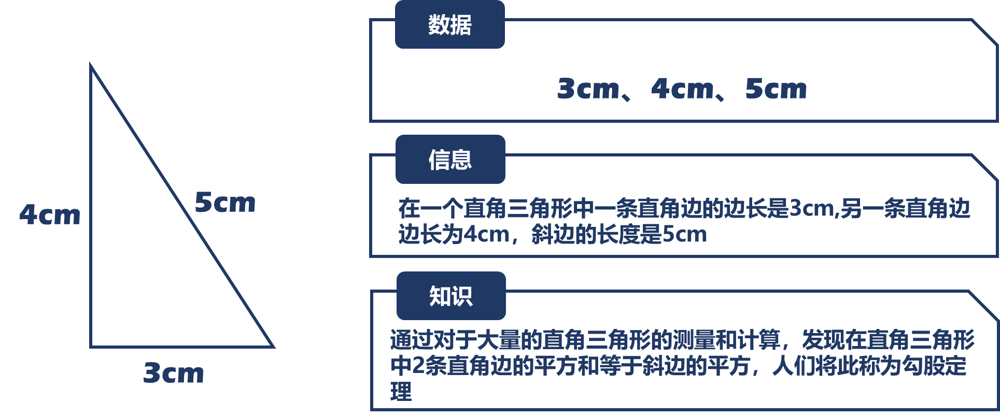 4cm
5cm
3cm
数据
3cm、4cm、5cm
信息
在一个直角三角形中一条直角边的边长是3cm,另一条直角边
边长为4cm，斜边的长度是5cm
知识
通过对于大量的直角三角形的测量和计算，发现在直角三角形
中2条直角边的平方和等于斜边的平方，人们将此称为勾股定
理